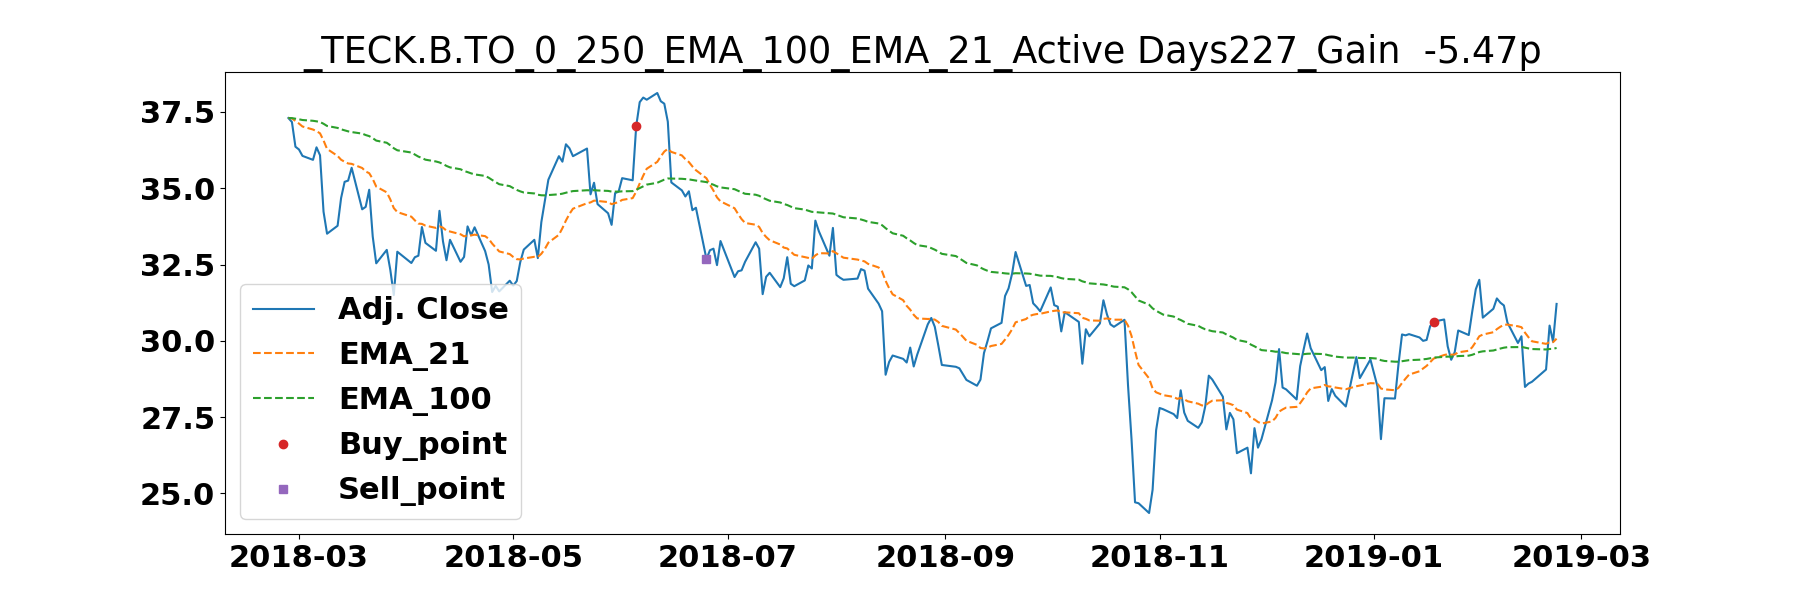 _TECK.B.TO_0_250_EMA_100_EMA_21_Active Days227_Gain  -5.47p
37.5
35.0
32.5
30.0
27.5
25.0
Adj. Close
EMA_21
EMA_100
Buy_point
Sell_point
2018-03 2018-05 2018-07 2018-09 2018-11 2019-01 2019-03